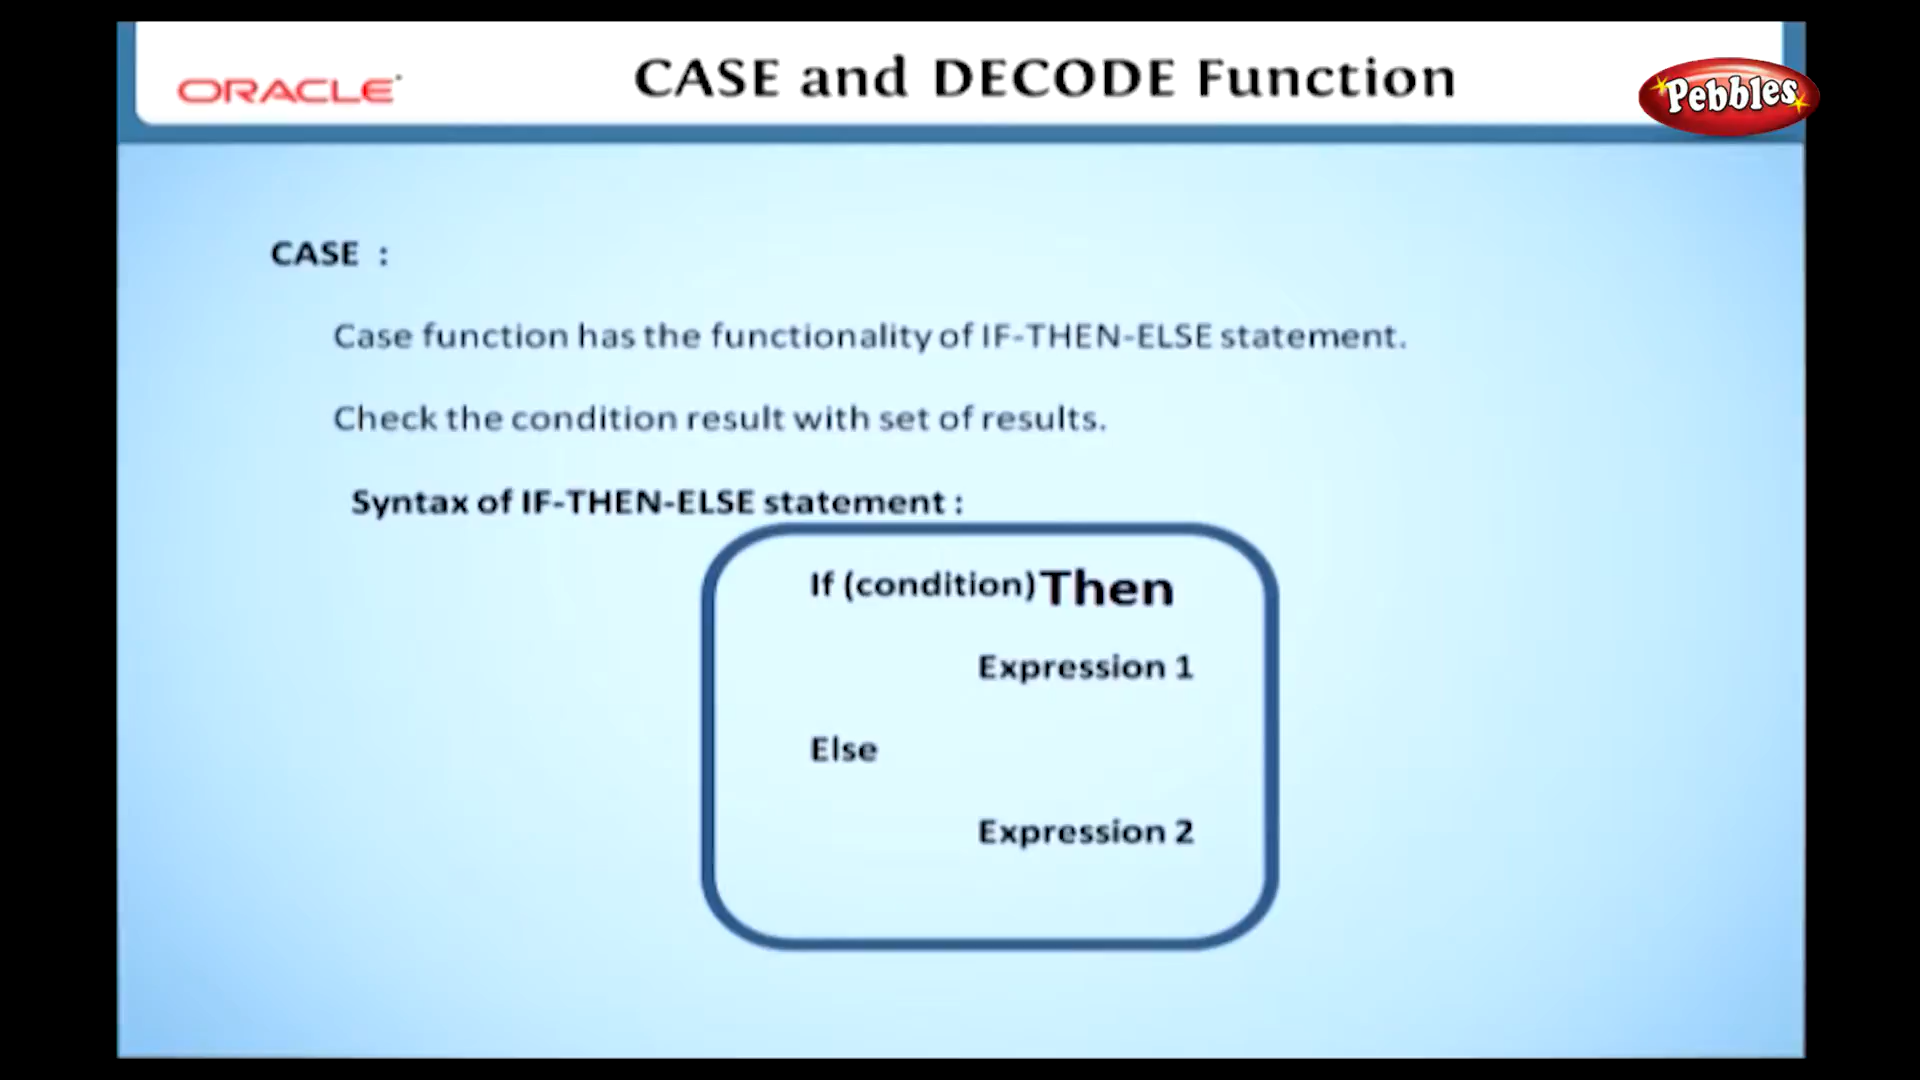 ORACLE
CASE and DECODE Function
Pebbles
CASE :
Case function has the functionality of IF-THEN-ELSE statement.
Check the condition result with set of results.
Syntax of IF-THEN-ELSE statement :
If (condition) Then
Expression 1
Else
Expression 2